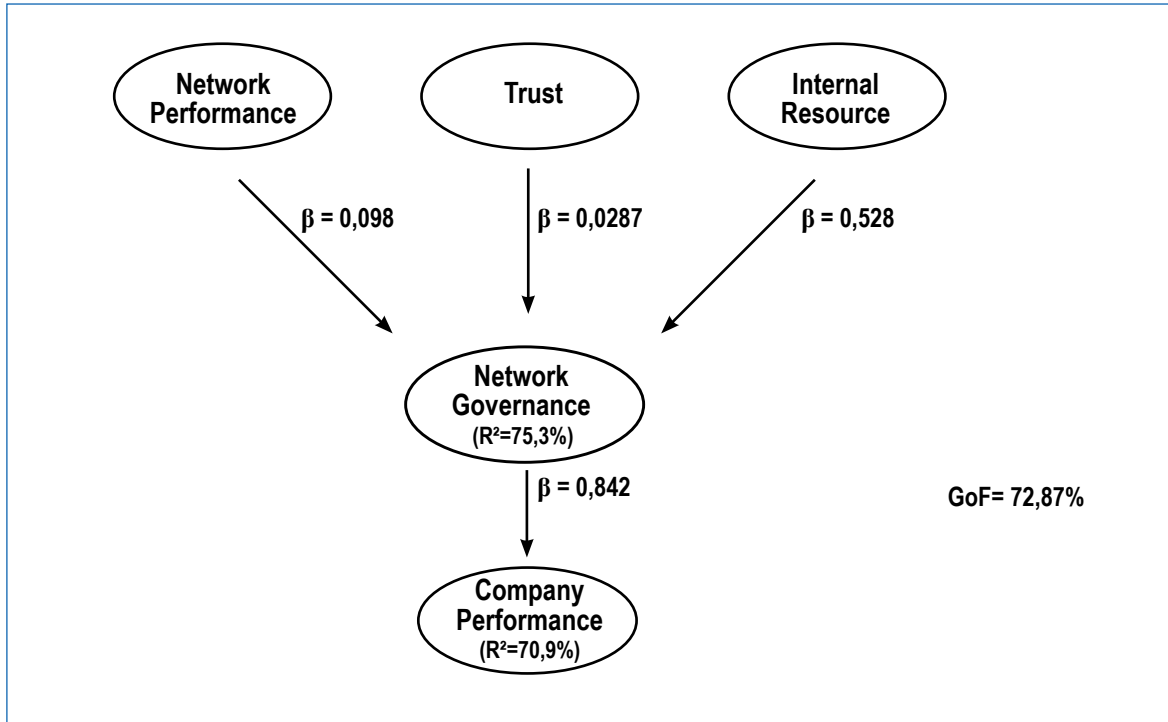 Network
Performance
Trust
Internal
Resource
β = 0,098
β = 0,0287
β = 0,528
Network
Governance
(R²=75,3%)
β = 0,842
GoF= 72,87%
Company
Performance
(R²=70,9%)